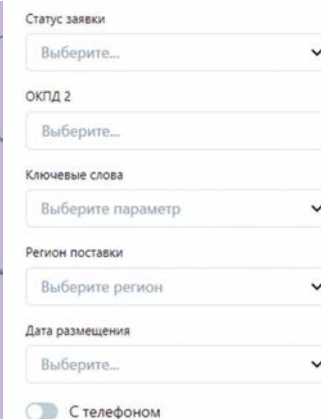 Статус заявки
Выберите...
ОКПД 2
Выберите...
Ключевые слова
Выберите параметр
Регион поставки
Выберите регион
Дата размещения
Выберите...
С телефоном